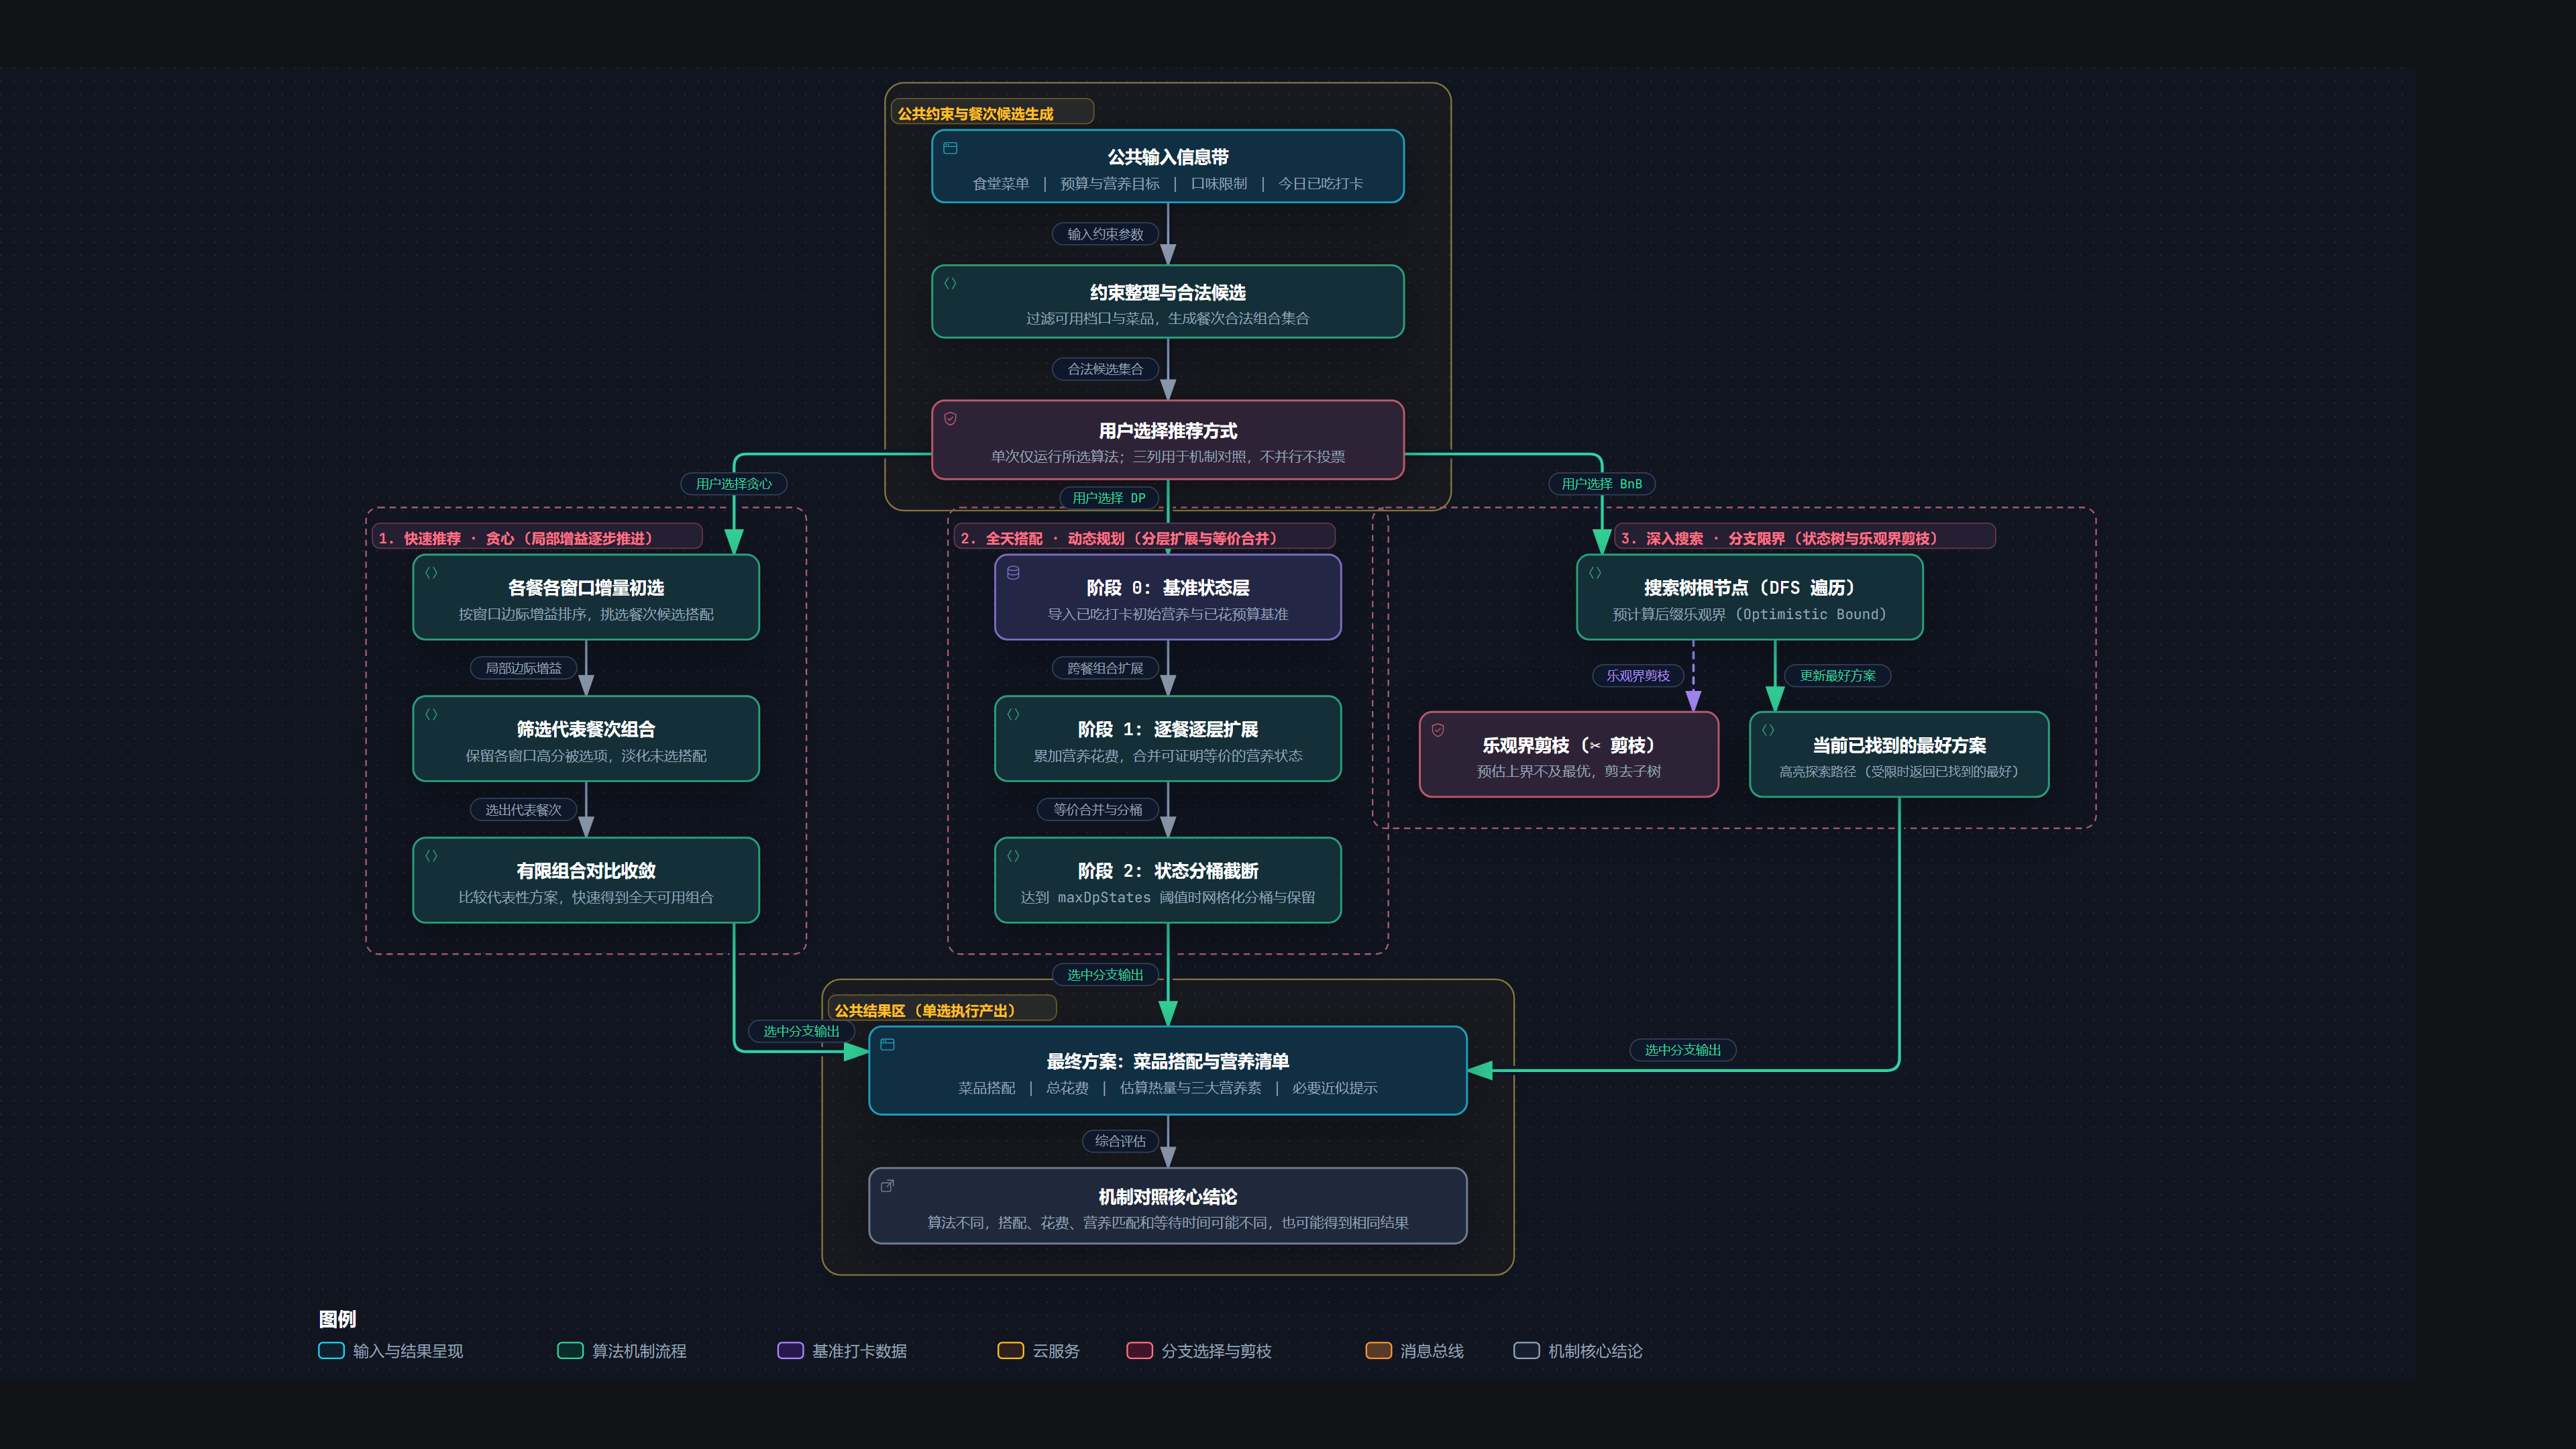 公共约束与餐次候选生成
公共输入信息带
食堂菜单 | 预算与营养目标 | 口味限制 | 今日已吃打卡
输入约束参数
约束整理与合法候选
过滤可用档口与菜品，生成餐次合法组合集合
合法候选集合
用户选择推荐方式
单次仅运行所选算法；三列用于机制对照，不并行不投票
用户选择贪心
用户选择 DP
用户选择 BnB
1. 快速推荐 · 贪心（局部增益逐步推进）
各餐各窗口增量初选
按窗口边际增益排序，挑选餐次候选搭配
局部边际增益
筛选代表餐次组合
保留各窗口高分被选项，淡化未选搭配
选出代表餐次
有限组合对比收敛
比较代表性方案，快速得到全天可用组合
2. 全天搭配 · 动态规划（分层扩展与等价合并）
阶段 0: 基准状态层
导入已吃打卡初始营养与已花预算基准
跨餐组合扩展
阶段 1: 逐餐逐层扩展
累加营养花费，合并可证明等价的营养状态
等价合并与分桶
阶段 2: 状态分桶截断
达到 maxDpStates 阈值时网格化分桶与保留
3. 深入搜索 · 分支限界（状态树与乐观界剪枝）
搜索树根节点（DFS 遍历）
预计算后缀乐观界（Optimistic Bound）
乐观界剪枝
更新最好方案
乐观界剪枝（✂ 剪枝）
预估上界不及最优，剪去子树
当前已找到的最好方案
高亮探索路径（受限时返回已找到的最好）
选中分支输出
选中分支输出
选中分支输出
公共结果区（单选执行产出）
最终方案：菜品搭配与营养清单
菜品搭配 | 总花费 | 估算热量与三大营养素 | 必要近似提示
综合评估
机制对照核心结论
算法不同，搭配、花费、营养匹配和等待时间可能不同，也可能得到相同结果
图例
输入与结果呈现
算法机制流程
基准打卡数据
云服务
分支选择与剪枝
消息总线
机制核心结论